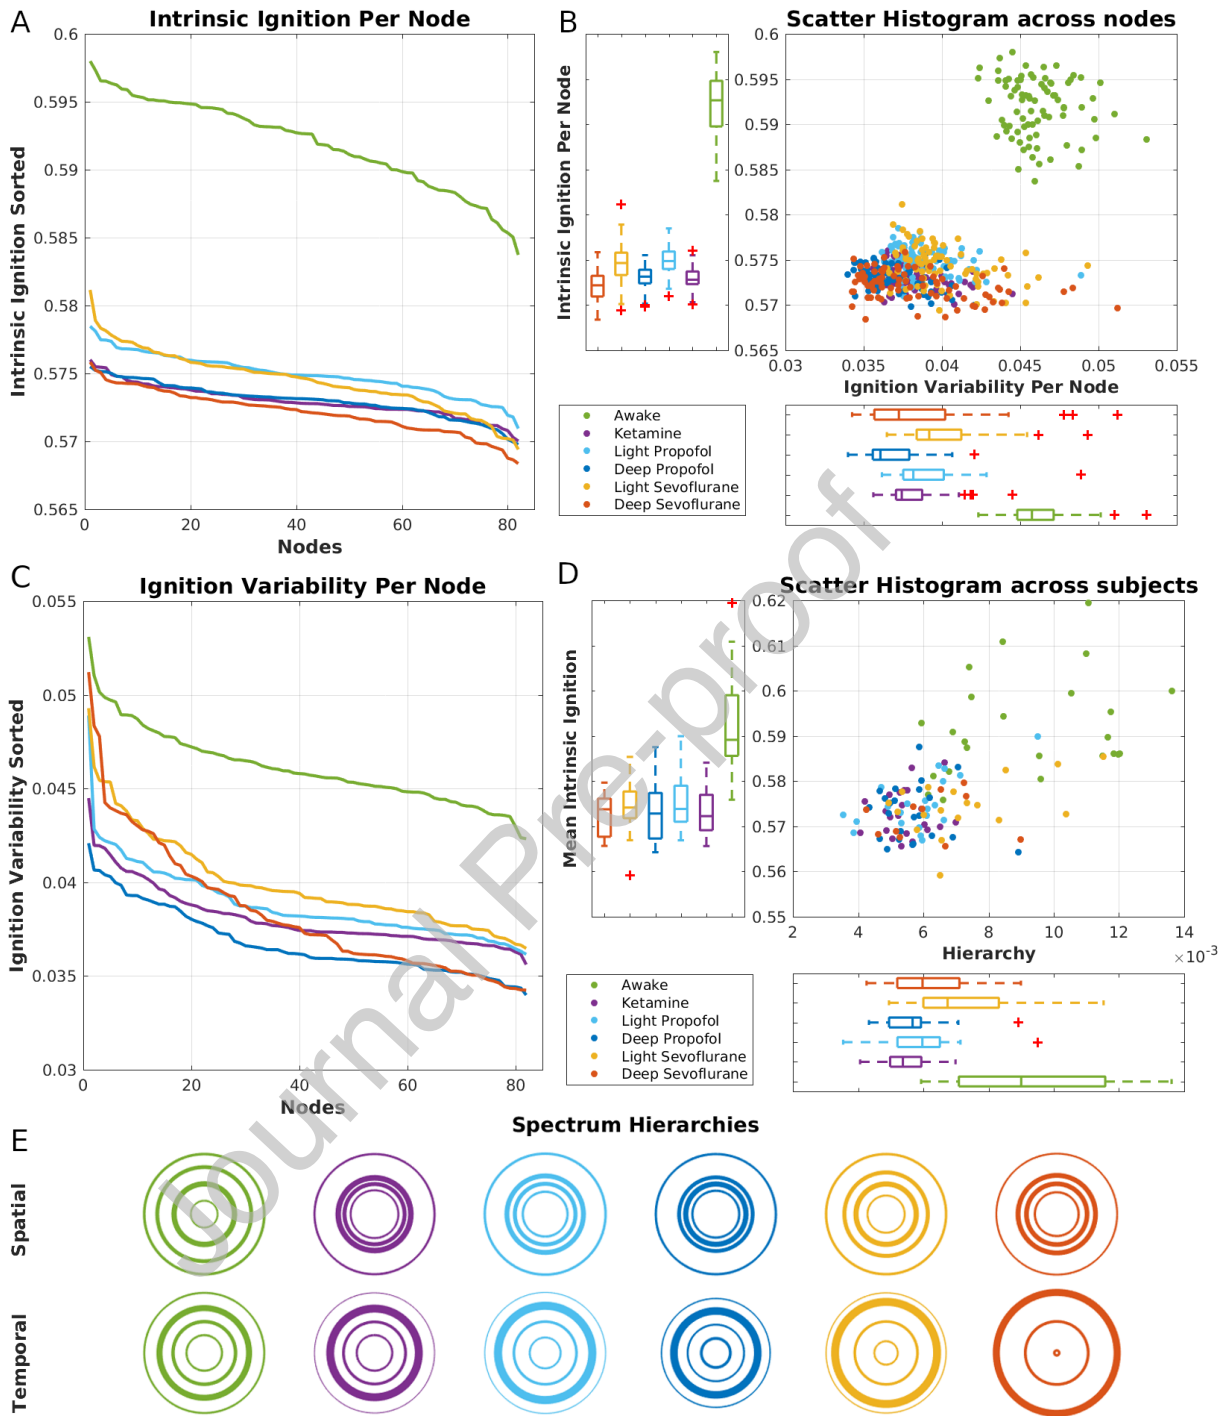 A
Intrinsic Ignition Per Node
Intrinsic Ignition Sorted
0.6
0.595
0.59
0.585
0.58
0.575
0.57
0.565
0
20
40
60
80
Nodes
B
Intrinsic Ignition Per Node
Scatter Histogram across nodes
0.6
0.595
0.59
0.585
0.58
0.575
0.57
0.565
0.03
0.035
0.04
0.045
0.05
0.055
Ignition Variability Per Node
Awake
Ketamine
Light Propofol
Deep Propofol
Light Sevoflurane
Deep Sevoflurane
C
Ignition Variability Per Node
Ignition Variability Sorted
0.055
0.05
0.045
0.04
0.035
0.03
0
20
40
60
80
Nodes
D
Mean Intrinsic Ignition
Scatter Histogram across subjects
0.62
0.61
0.6
0.59
0.58
0.57
0.56
0.55
2
4
6
8
10
12
14
×10⁻³
Hierarchy
Awake
Ketamine
Light Propofol
Deep Propofol
Light Sevoflurane
Deep Sevoflurane
E
Spectrum Hierarchies
Spatial
Temporal
Journal Pre-proof